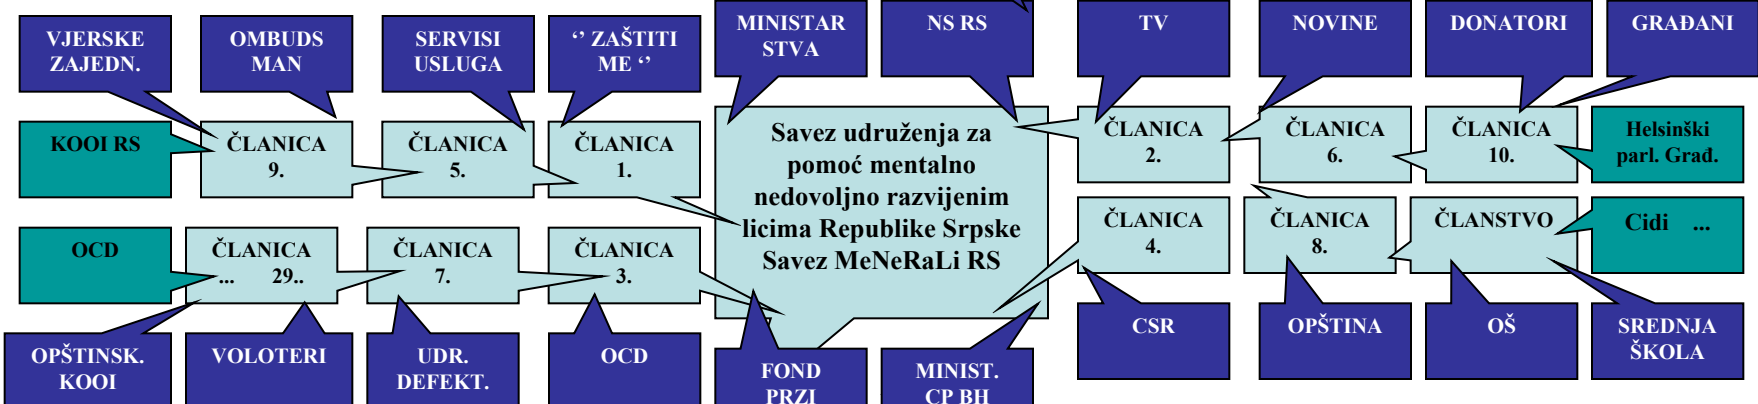 VJERSKE
ZAJEDN.
OMBUDS
MAN
SERVISI
USLUGA
‘’ ZAŠTITI
ME ‘’
MINISTAR
STVA
NS RS
TV
NOVINE
DONATORI
GRAĐANI
KOOI RS
ČLANICA
9.
ČLANICA
5.
ČLANICA
1.
Savez udruženja za
pomoć mentalno
nedovoljno razvijenim
licima Republike Srpske
Savez MeNeRaLi RS
ČLANICA
2.
ČLANICA
6.
ČLANICA
10.
Helsinški
parl. Građ.
OCD
ČLANICA
... 29..
ČLANICA
7.
ČLANICA
3.
ČLANICA
4.
ČLANICA
8.
ČLANSTVO
Cidi ...
OPŠTINSK.
KOOI
VOLOTERI
UDR.
DEFEKT.
OCD
FOND
PRZI
MINIST.
CP BH
CSR
OPŠTINA
OŠ
SREDNJA
ŠKOLA